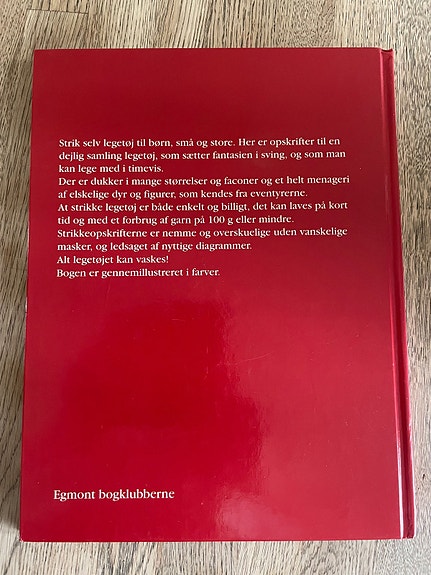 Strik selv legetøj til børn, små og store. Her er opskrifter til en
dejlig samling legetøj, som sætter fantasien i sving, og som man
kan lege med i timevis.
Der er dukker i mange størrelser og faconer og et helt menageri
af elskelige dyr og figurer, som kendes fra eventyrerne.
At strikke legetøj er både enkelt og billigt, det kan laves på kort
tid og med et forbrug af garn på 100 g eller mindre.
Strikkeopskrifterne er nemme og overskuelige uden vanskelige
masker, og ledsaget af nyttige diagrammer.
Alt legetøjet kan vaskes!
Bogen er gennemillustreret i farver.
Egmont bogklubberne